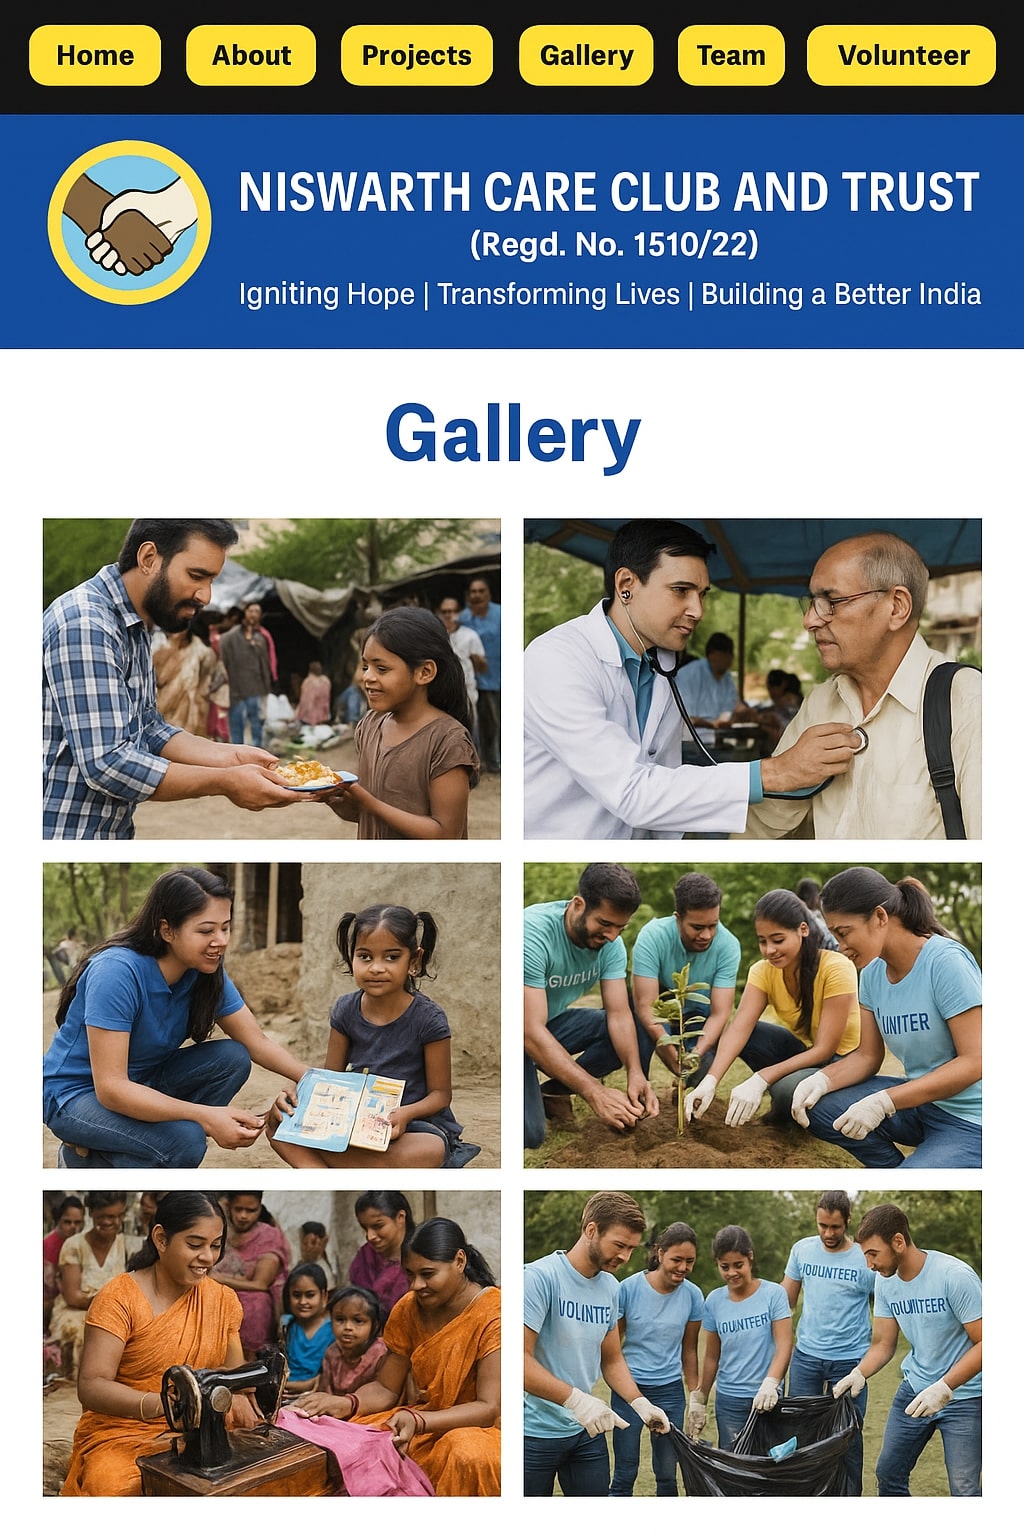 Home About Projects Gallery Team Volunteer
NISWARTH CARE CLUB AND TRUST
(Regd. No. 1510/22)
Igniting Hope | Transforming Lives | Building a Better India
Gallery